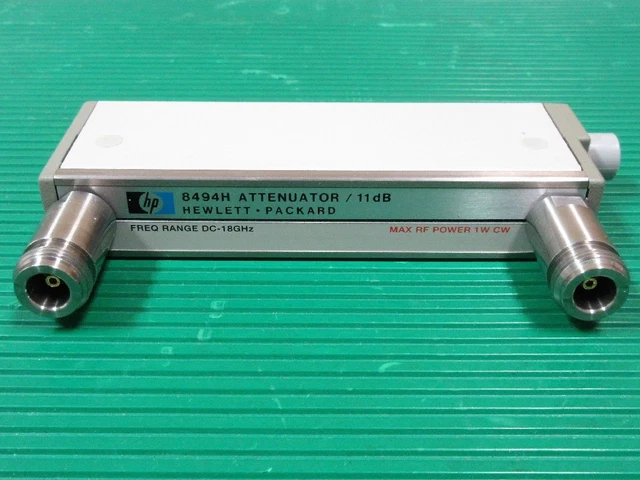 hp 8494H ATTENUATOR / 11dB
HEWLETT • PACKARD
FREQ RANGE DC-18GHz MAX RF POWER 1W CW